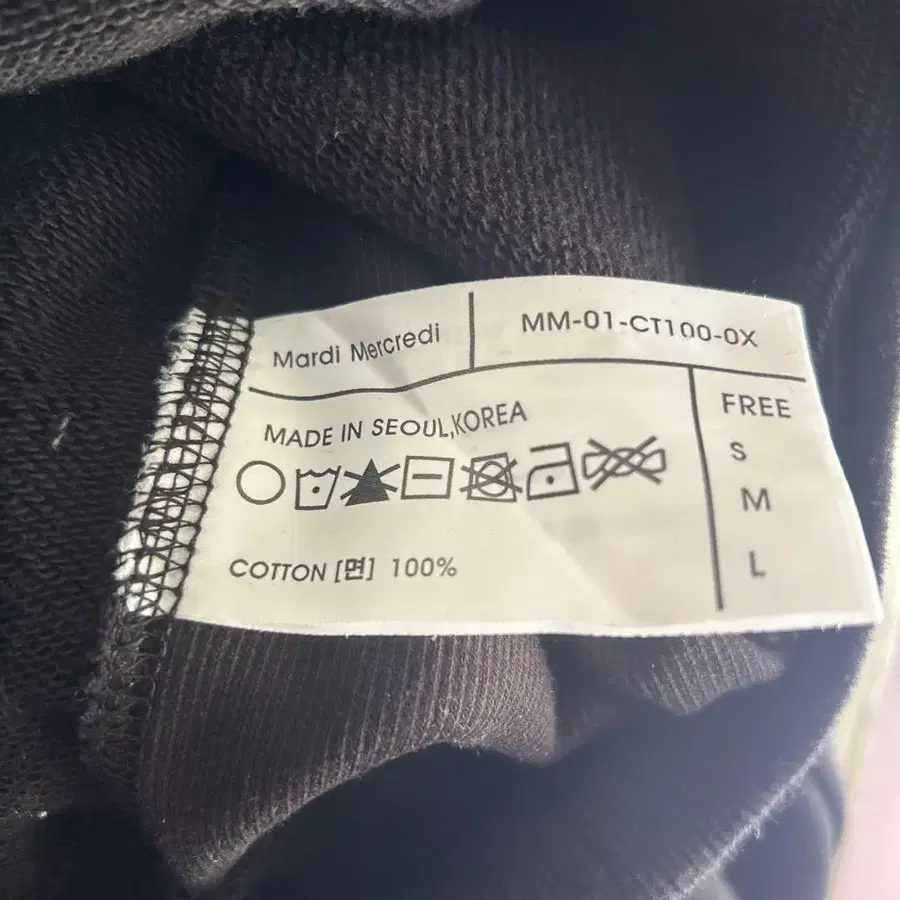 Mardi Mercredi
MM-01-CT100-0X
MADE IN SEOUL,KOREA
COTTON [면] 100%
FREE
S
M
L